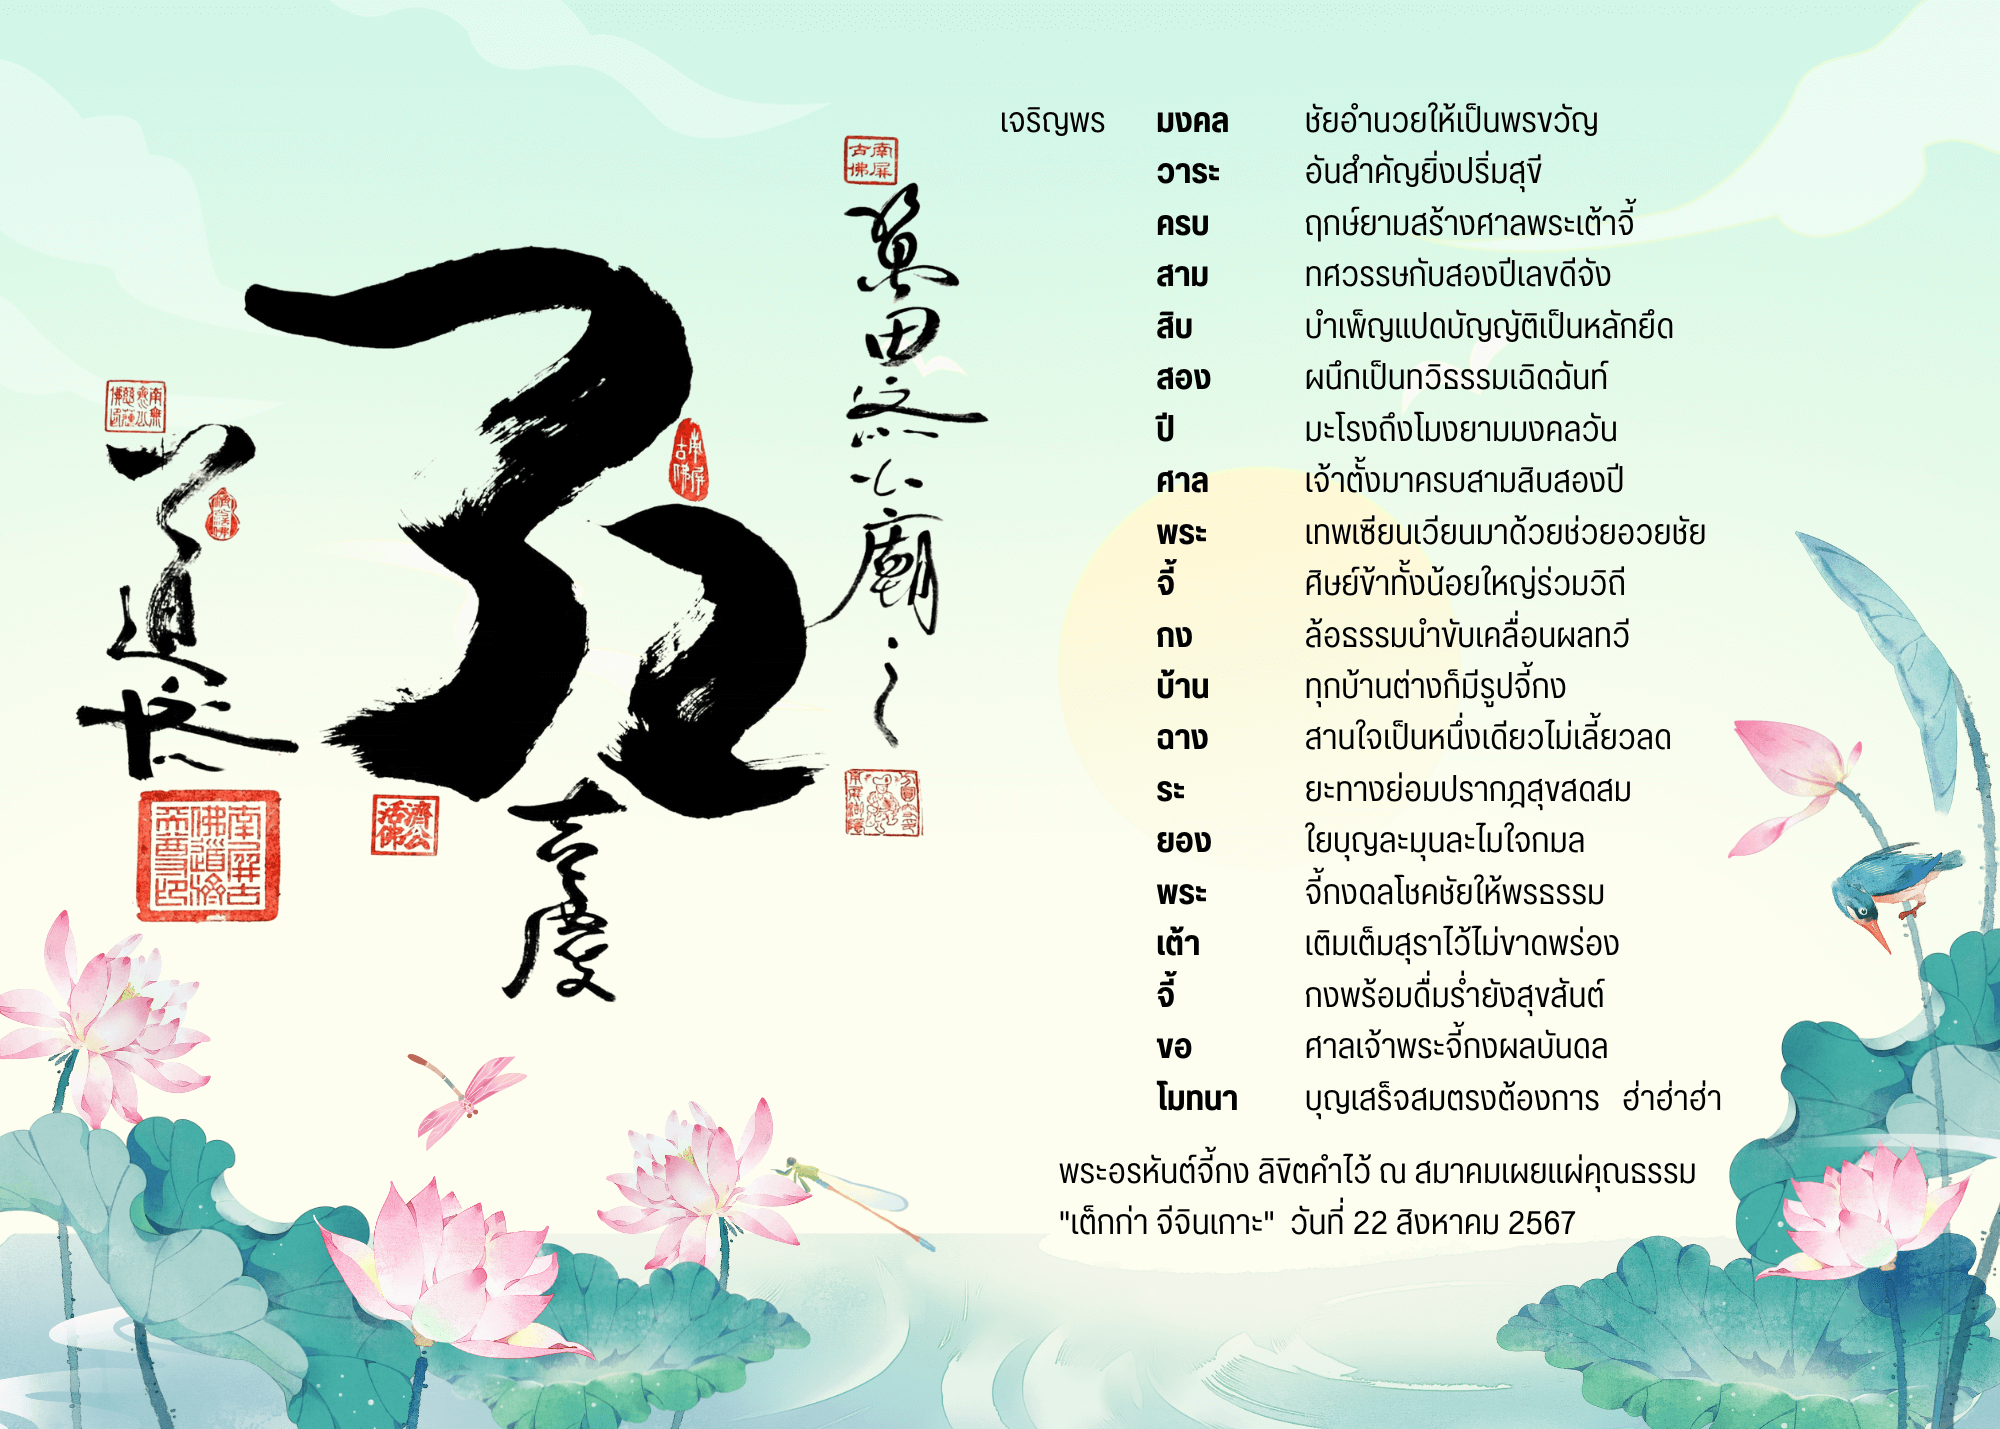 南屏
古佛
田
濟
公
廟
之
32
吉
慶
道
濟公
活佛
南屏
古佛
เจริญพร มงคล ชัยอำนวยให้เป็นพรขวัญ
วาระ อันสำคัญยิ่งปริ่มสุขี
ครบ ฤกษ์ยามสร้างศาลพระเต้าจี้
สาม ทศวรรษกับสองปีเลขดีจัง
สิบ บำเพ็ญแปดบัญญัติเป็นหลักยึด
สอง ผนึกเป็นทวิธรรมเฉิดฉันท์
ปี มะโรงถึงโมงยามมงคลวัน
ศาล เจ้าตั้งมาครบสามสิบสองปี
พระ เทพเซียนเวียนมาด้วยช่วยอวยชัย
จี้ ศิษย์ข้าทั้งน้อยใหญ่ร่วมวิถี
กง ล้อธรรมนำขับเคลื่อนผลทวี
บ้าน ทุกบ้านต่างก็มีรูปจี้กง
ฉาง สานใจเป็นหนึ่งเดียวไม่เลี้ยวลด
ระ ยะทางย่อมปรากฎสุขสดสม
ยอง ใยบุญละมุนละไมใจกมล
พระ จี้กงดลโชคชัยให้พรธรรม
เต้า เติมเต็มสุราไว้ไม่ขาดพร่อง
จี้ กงพร้อมดื่มร่ำยังสุขสันต์
ขอ ศาลเจ้าพระจี้กงผลบันดล
โมทนา บุญเสร็จสมตรงต้องการ ฮ่าฮ่าฮ่า
พระอรหันต์จี้กง ลิขิตคำไว้ ณ สมาคมเผยแผ่คุณธรรม
"เต็กก่า จีจินเกาะ" วันที่ 22 สิงหาคม 2567